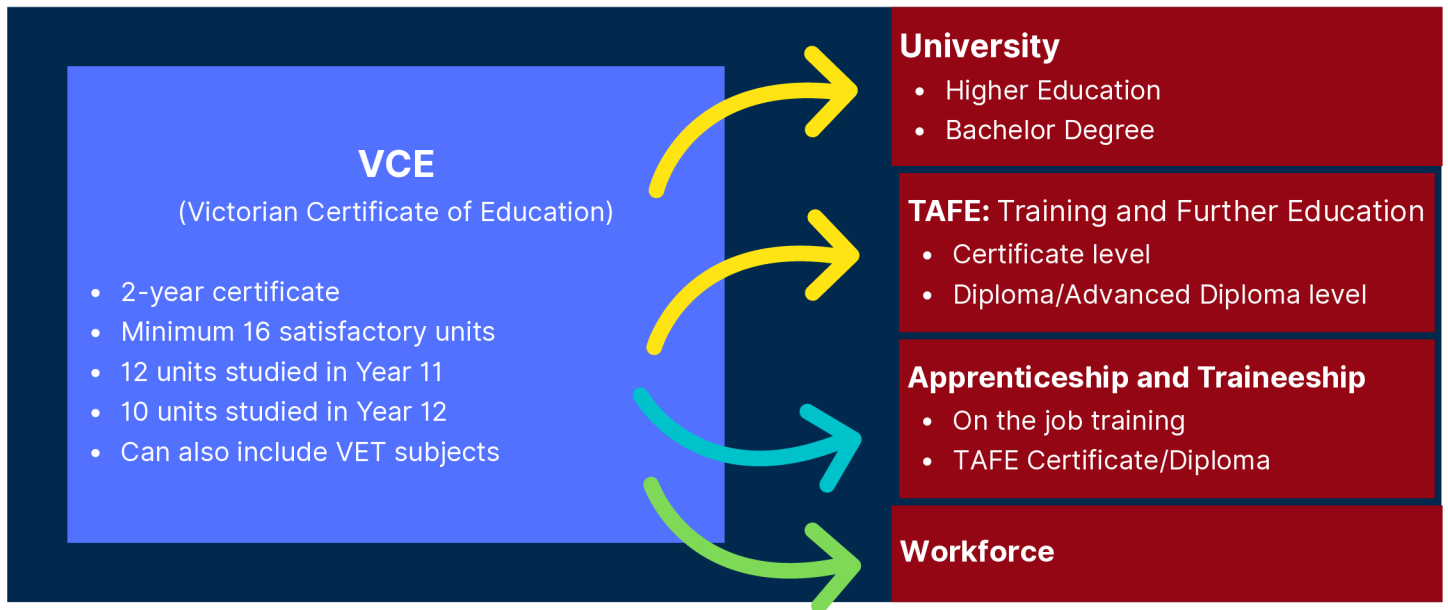 VCE
(Victorian Certificate of Education)
• 2-year certificate
• Minimum 16 satisfactory units
• 12 units studied in Year 11
• 10 units studied in Year 12
• Can also include VET subjects
University
• Higher Education
• Bachelor Degree
TAFE: Training and Further Education
• Certificate level
• Diploma/Advanced Diploma level
Apprenticeship and Traineeship
• On the job training
• TAFE Certificate/Diploma
Workforce